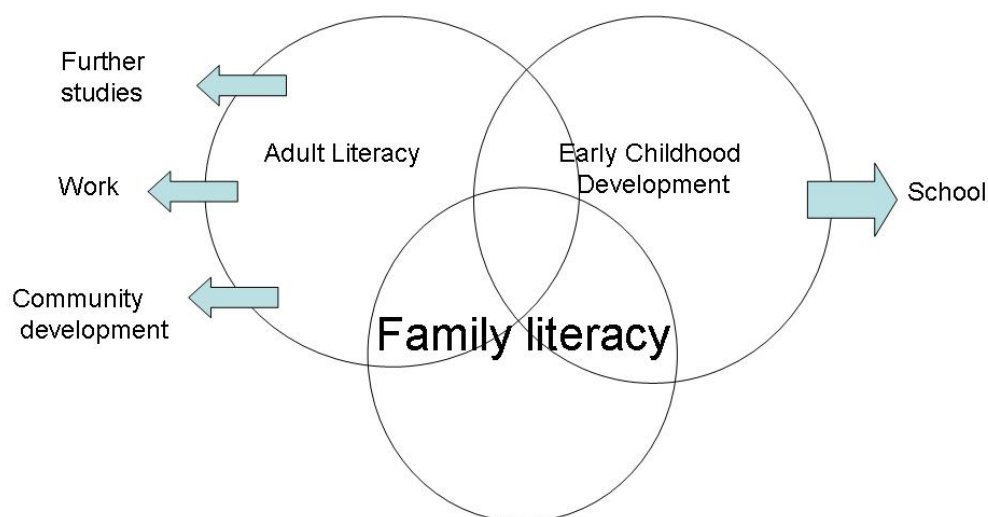 Further
studies
Adult Literacy
Early Childhood
Development
Work
School
Community
development
Family literacy